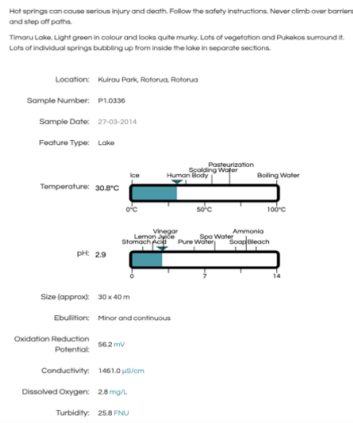 Hot springs can cause serious injury and death. Follow the safety instructions. Never climb over barriers
and step off paths.
Timaru Lake. Light green in colour and looks quite murky. Lots of vegetation and Pukekos surround it.
Lots of individual springs bubbling up from inside the lake in separate sections.
Location: Kuirau Park, Rotorua, Rotorua
Sample Number: P1.0336
Sample Date: 27-03-2014
Feature Type: Lake
Pasteurization
Scalding Water
Ice Human Body Boiling Water
Temperature: 30.8°C
0°C 50°C 100°C
Vinegar Ammonia
Lemon Juice Spa Water
Stomach Acid Pure Water Soap Bleach
pH: 2.9
0 7 14
Size (approx): 30 x 40 m
Ebullition: Minor and continuous
Oxidation Reduction
Potential: 56.2 mV
Conductivity: 1461.0 µS/cm
Dissolved Oxygen: 2.8 mg/L
Turbidity: 25.8 FNU